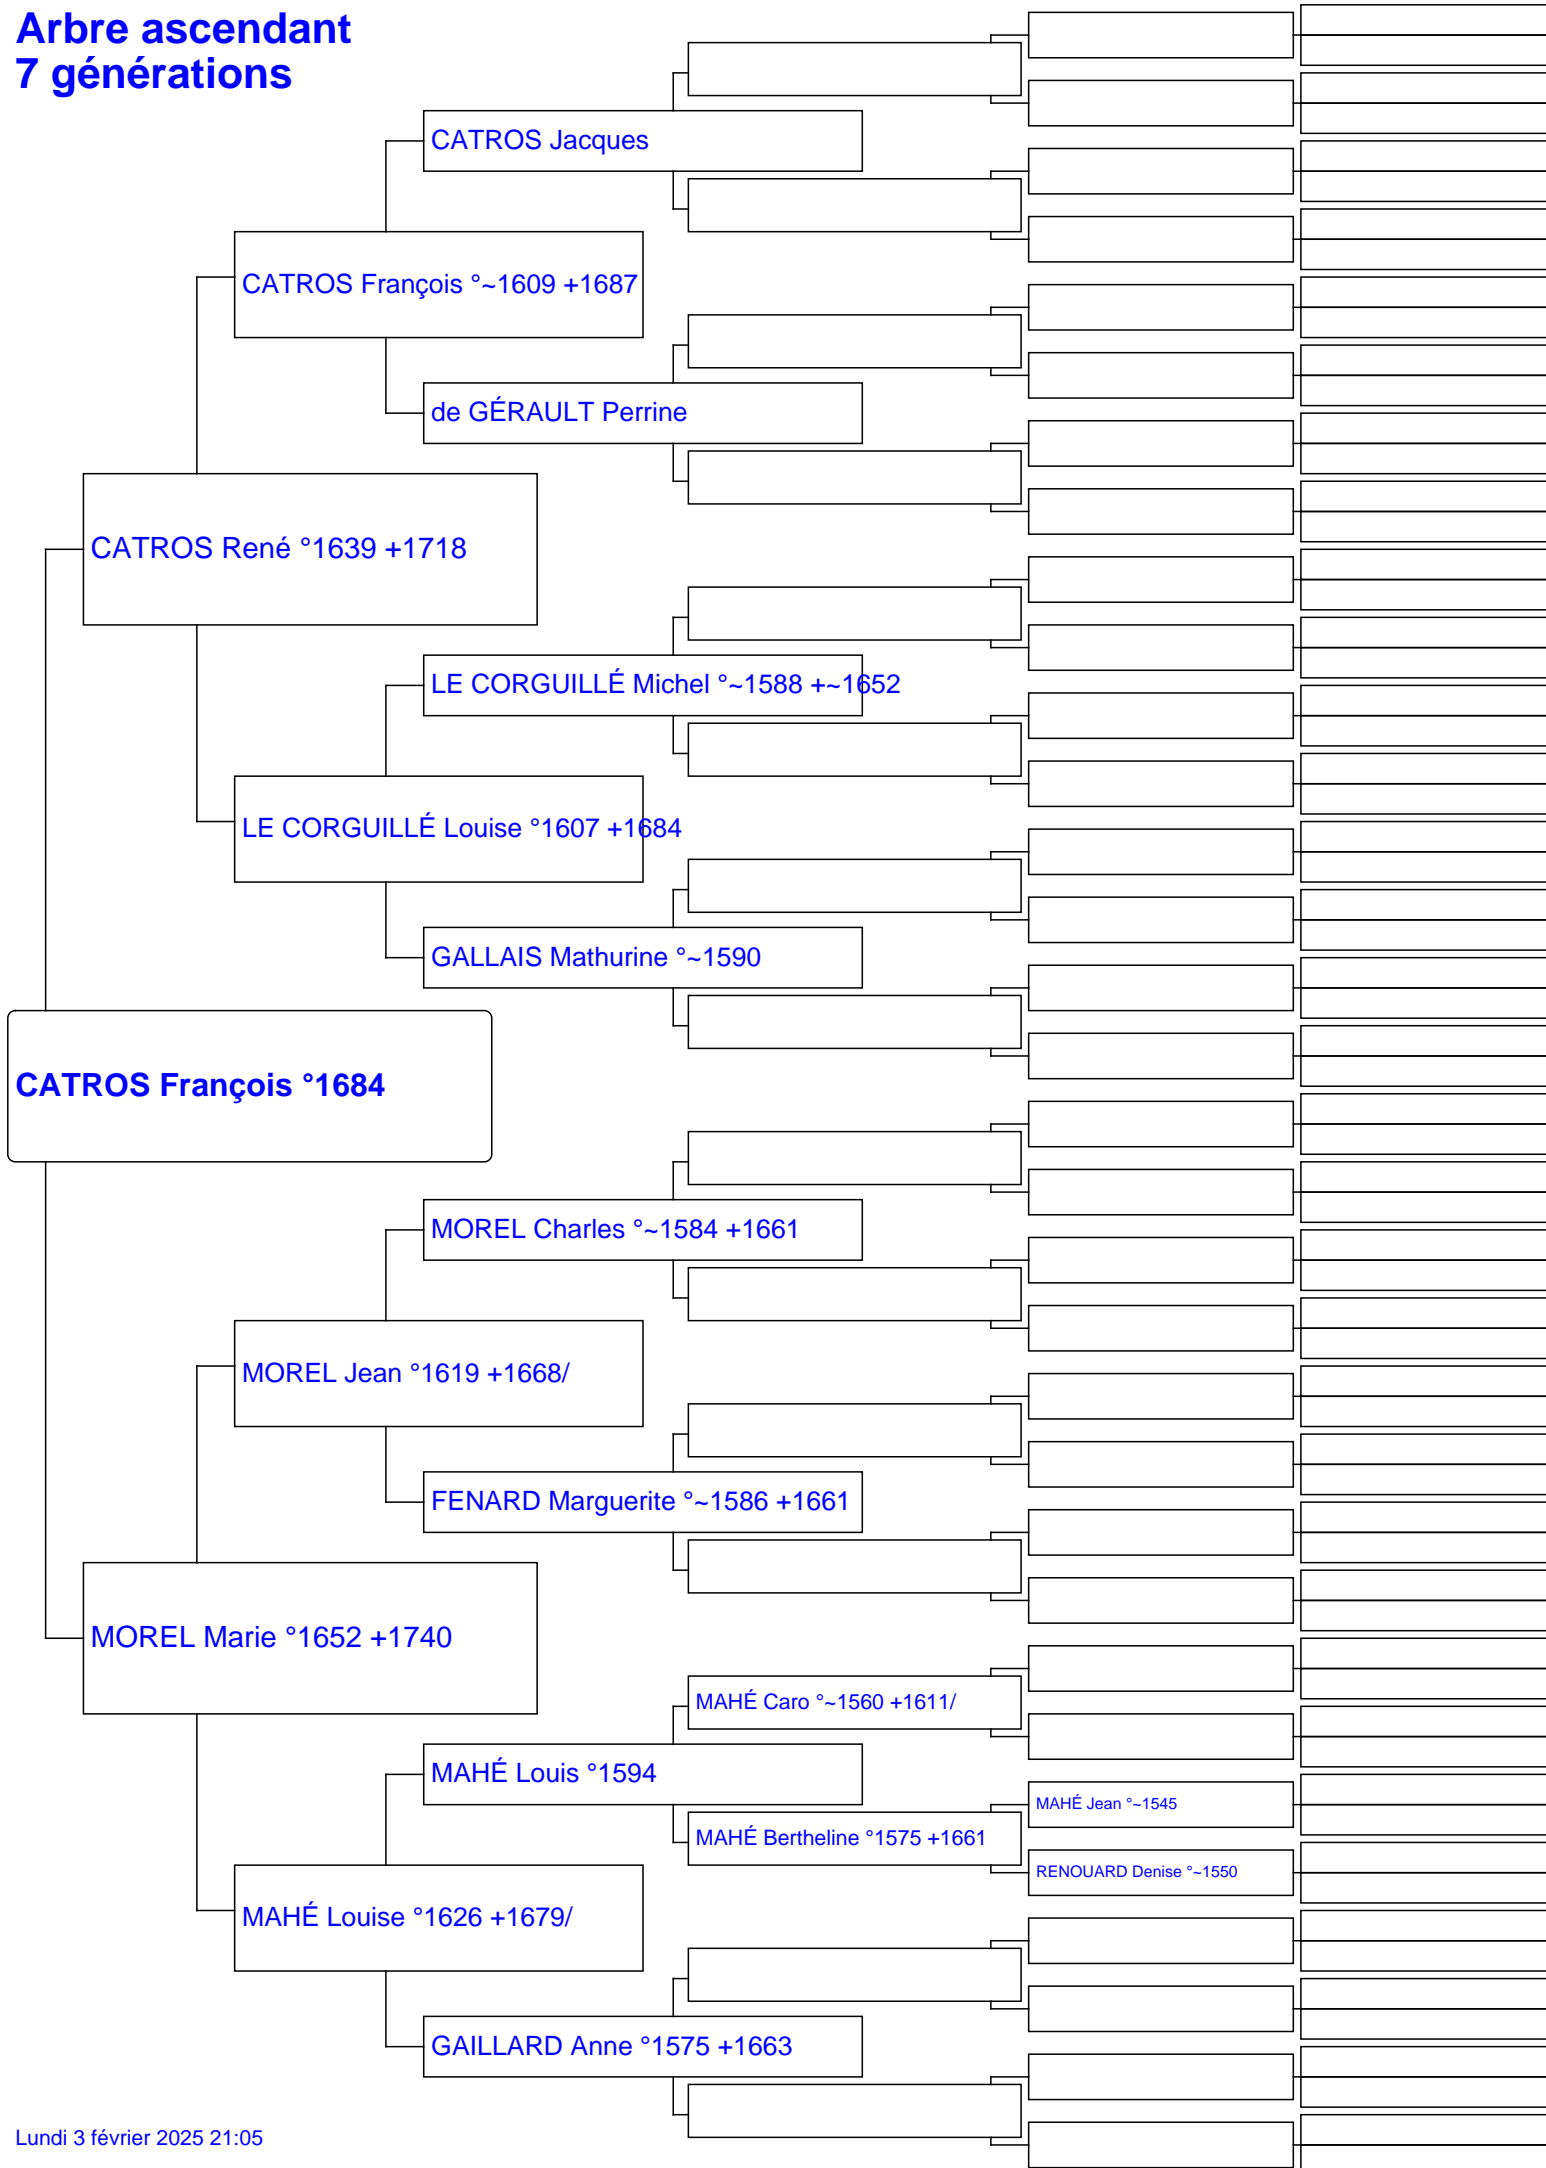 Arbre ascendant
7 générations
CATROS Jacques
CATROS François °~1609 +1687
de GÉRAULT Perrine
CATROS René °1639 +1718
LE CORGUILLÉ Michel °~1588 +~1652
LE CORGUILLÉ Louise °1607 +1684
GALLAIS Mathurine °~1590
CATROS François °1684
MOREL Charles °~1584 +1661
MOREL Jean °1619 +1668/
FENARD Marguerite °~1586 +1661
MOREL Marie °1652 +1740
MAHÉ Caro °~1560 +1611/
MAHÉ Louis °1594
MAHÉ Jean °~1545
MAHÉ Bertheline °1575 +1661
RENOUARD Denise °~1550
MAHÉ Louise °1626 +1679/
GAILLARD Anne °1575 +1663
Lundi 3 février 2025 21:05